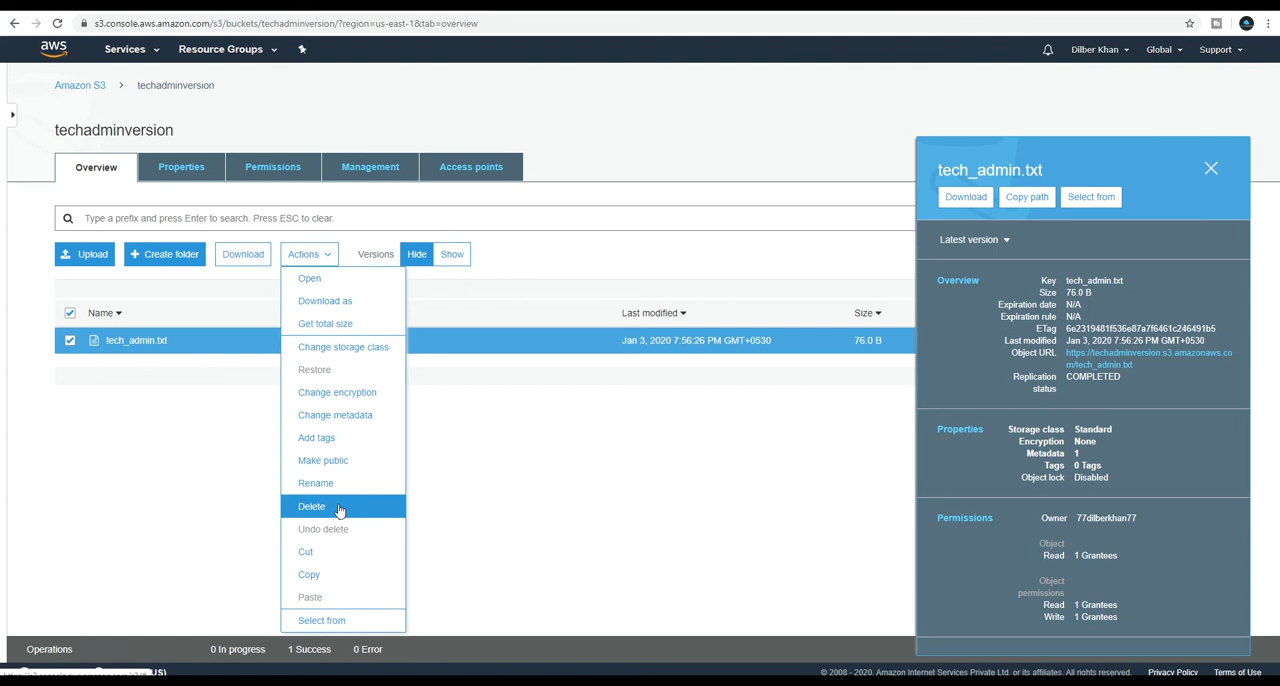 s3.console.aws.amazon.com/s3/buckets/techadminversion/?region=us-east-1&tab=overview
aws Services Resource Groups Dilber Khan Global Support
Amazon S3 > techadminversion
techadminversion
Overview Properties Permissions Management Access points
Type a prefix and press Enter to search. Press ESC to clear.
Upload + Create folder Download Actions Versions Hide Show
Name Last modified Size
tech_admin.txt Jan 3, 2020 7:56:26 PM GMT+0530 76.0 B
Open
Download as
Get total size
Change storage class
Restore
Change encryption
Change metadata
Add tags
Make public
Rename
Delete
Undo delete
Cut
Copy
Paste
Select from
tech_admin.txt
Download Copy path Select from
Latest version
Overview Key tech_admin.txt
Size 76.0 B
Expiration date N/A
Expiration rule N/A
ETag 6e2319481f536e87a7f6461c246491b5
Last modified Jan 3, 2020 7:56:26 PM GMT+0530
Object URL https://techadminversion.s3.amazonaws.co
m/tech_admin.txt
Replication COMPLETED
status
Properties Storage class Standard
Encryption None
Metadata 1
Tags 0 Tags
Object lock Disabled
Permissions Owner 77dilberkhan77
Object
Read 1 Grantees
Object
permissions
Read 1 Grantees
Write 1 Grantees
Operations 0 In progress 1 Success 0 Error
© 2008 - 2020, Amazon Internet Services Private Ltd. or its affiliates. All rights reserved. Privacy Policy Terms of Use